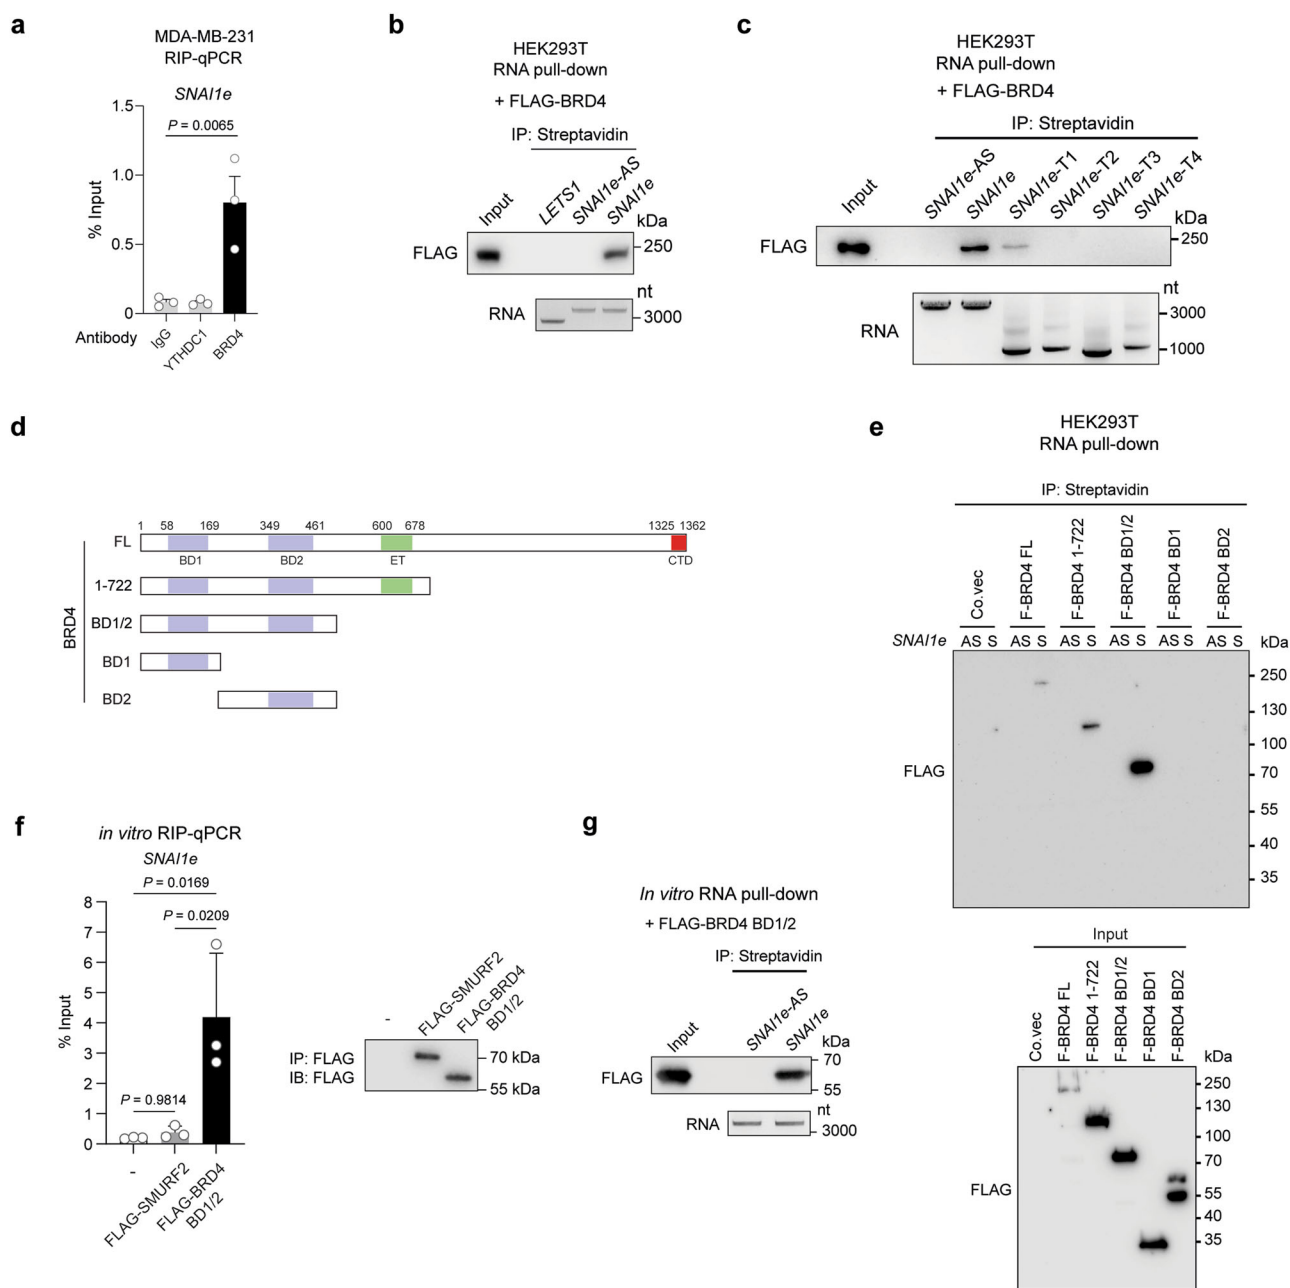 a
MDA-MB-231
RIP-qPCR
SNAI1e
1.5
P = 0.0065
1.0
0.5
0
% Input
Antibody
IgG
YTHDC1
BRD4
b
HEK293T
RNA pull-down
+ FLAG-BRD4
IP: Streptavidin
Input
LETS1
SNAI1e-AS
SNAI1e
kDa
FLAG
250
nt
RNA
3000
c
HEK293T
RNA pull-down
+ FLAG-BRD4
IP: Streptavidin
Input
SNAI1e-AS
SNAI1e
SNAI1e-T1
SNAI1e-T2
SNAI1e-T3
SNAI1e-T4
kDa
FLAG
250
nt
3000
RNA
1000
d
1 58 169 349 461 600 678 1325 1362
FL
BD1 BD2 ET CTD
1-722
BRD4
BD1/2
BD1
BD2
e
HEK293T
RNA pull-down
IP: Streptavidin
Co.vec
F-BRD4 FL
F-BRD4 1-722
F-BRD4 BD1/2
F-BRD4 BD1
F-BRD4 BD2
SNAI1e AS S AS S AS S AS S AS S AS S kDa
250
130
100
FLAG
70
55
40
35
Input
Co.vec
F-BRD4 FL
F-BRD4 1-722
F-BRD4 BD1/2
F-BRD4 BD1
F-BRD4 BD2
kDa
250
130
100
70
FLAG
55
40
35
f
in vitro RIP-qPCR
SNAI1e
P = 0.0169
P = 0.0209
P = 0.9814
8
7
6
5
4
3
2
1
0
% Input
-
FLAG-SMURF2
FLAG-BRD4
BD1/2
-
FLAG-SMURF2
FLAG-BRD4
BD1/2
IP: FLAG
IB: FLAG
70 kDa
55 kDa
g
In vitro RNA pull-down
+ FLAG-BRD4 BD1/2
IP: Streptavidin
Input
SNAI1e-AS
SNAI1e
kDa
70
FLAG
55
nt
RNA
3000